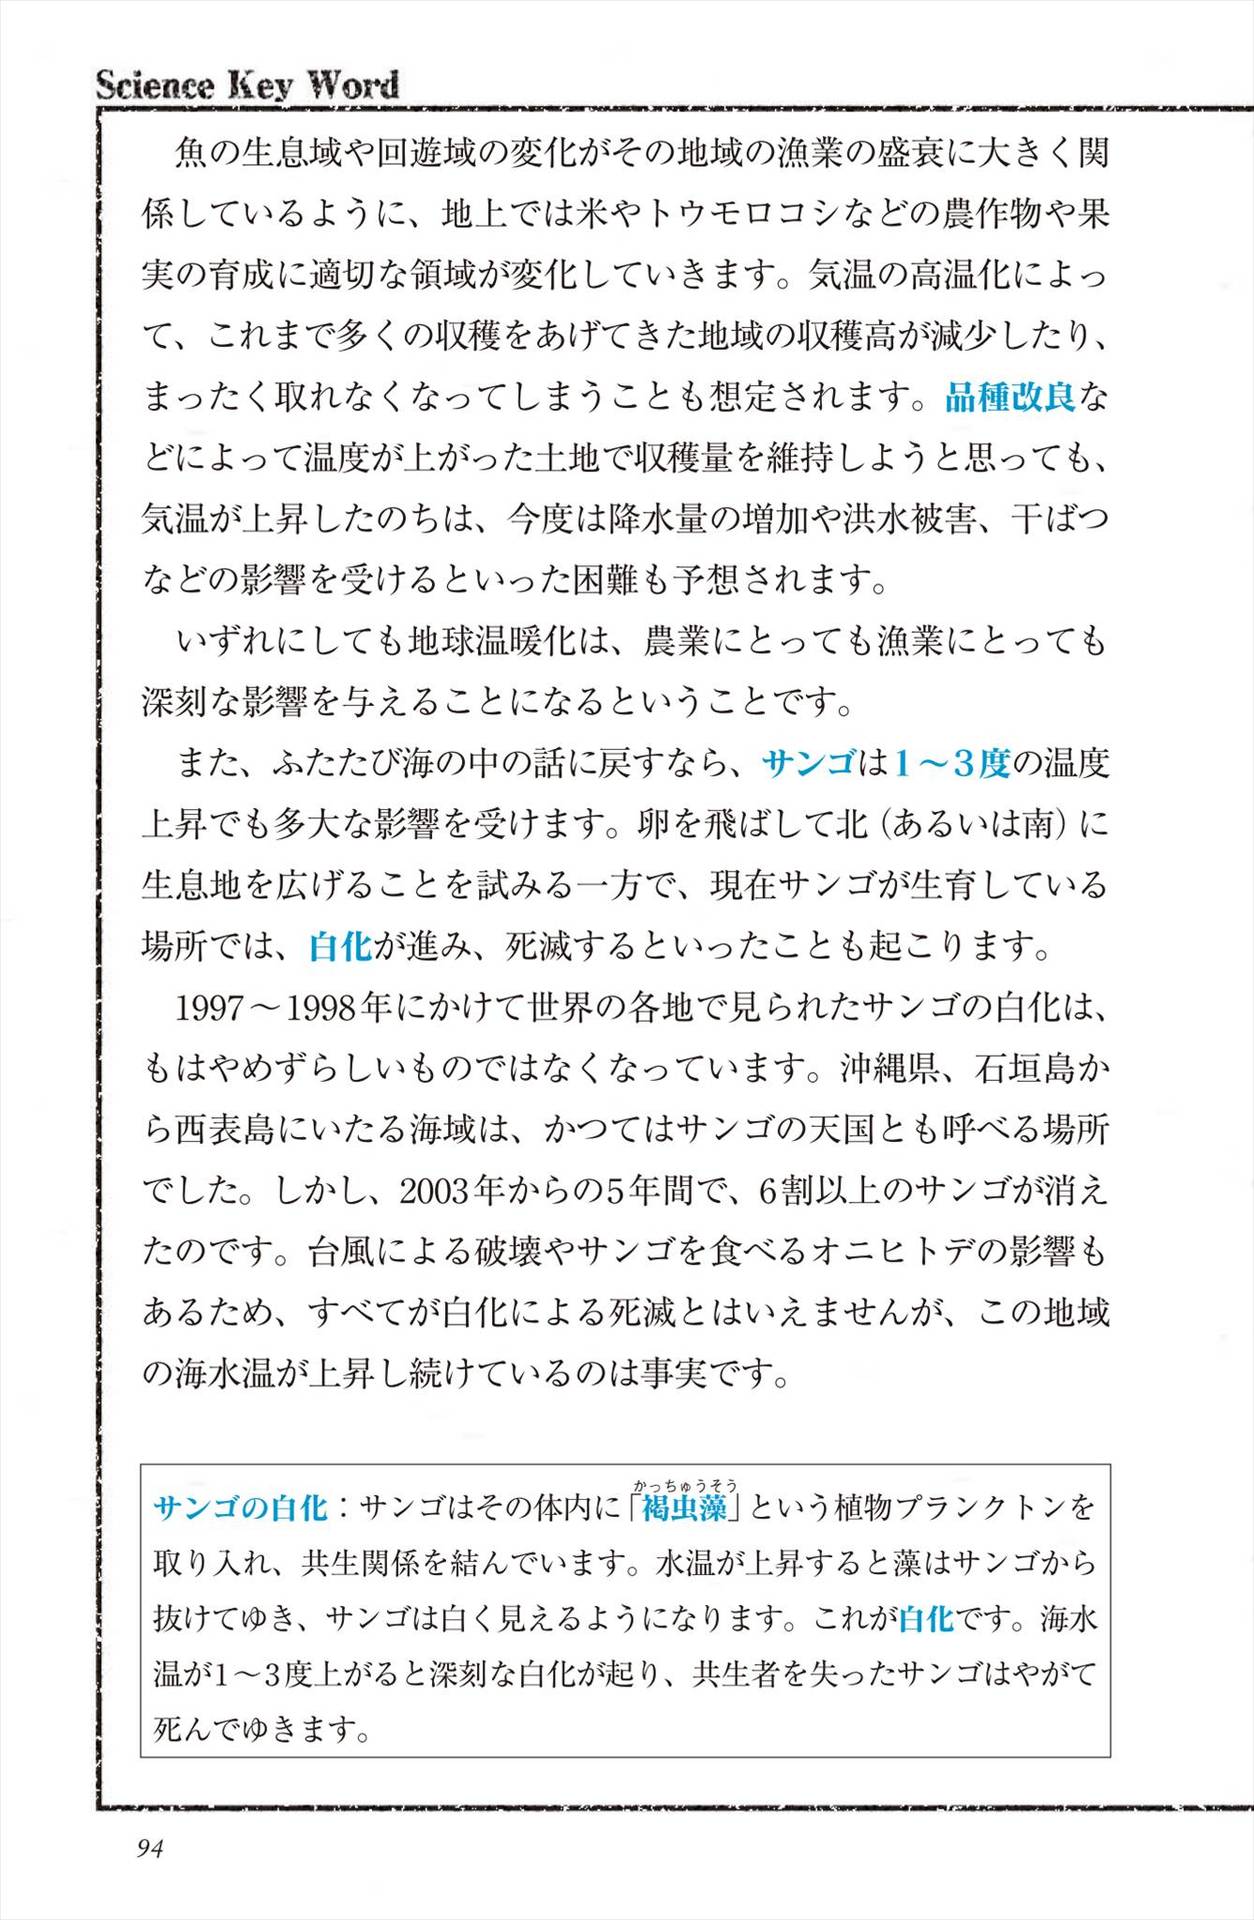 Science Key Word
魚の生息域や回遊域の変化がその地域の漁業の盛衰に大きく関
係しているように、地上では米やトウモロコシなどの農作物や果
実の育成に適切な領域が変化していきます。気温の高温化によっ
て、これまで多くの収穫をあげてきた地域の収穫高が減少したり、
まったく取れなくなってしまうことも想定されます。品種改良な
どによって温度が上がった土地で収穫量を維持しようと思っても、
気温が上昇したのちは、今度は降水量の増加や洪水被害、干ばつ
などの影響を受けるといった困難も予想されます。
いずれにしても地球温暖化は、農業にとっても漁業にとっても
深刻な影響を与えることになるということです。
また、ふたたび海の中の話に戻すなら、サンゴは1～3度の温度
上昇でも多大な影響を受けます。卵を飛ばして北（あるいは南）に
生息地を広げることを試みる一方で、現在サンゴが生育している
場所では、白化が進み、死滅するといったことも起こります。
1997～1998年にかけて世界の各地で見られたサンゴの白化は、
もはやめずらしいものではなくなっています。沖縄県、石垣島か
ら西表島にいたる海域は、かつてはサンゴの天国とも呼べる場所
でした。しかし、2003年からの5年間で、6割以上のサンゴが消え
たのです。台風による破壊やサンゴを食べるオニヒトデの影響も
あるため、すべてが白化による死滅とはいえませんが、この地域
の海水温が上昇し続けているのは事実です。
かっちゅうそう
サンゴの白化：サンゴはその体内に「褐虫藻」という植物プランクトンを
取り入れ、共生関係を結んでいます。水温が上昇すると藻はサンゴから
抜けてゆき、サンゴは白く見えるようになります。これが白化です。海水
温が1～3度上がると深刻な白化が起り、共生者を失ったサンゴはやがて
死んでゆきます。
94